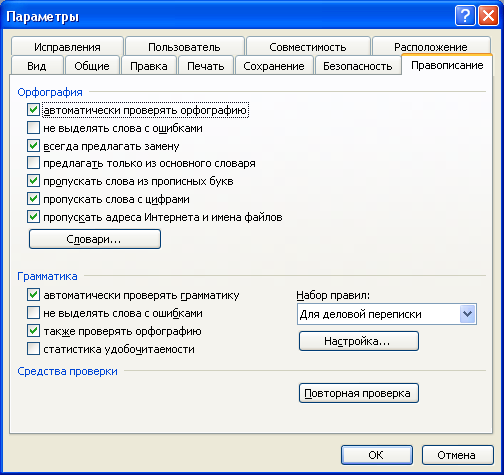 Параметры
Исправления Пользователь Совместимость Расположение
Вид Общие Правка Печать Сохранение Безопасность Правописание
Орфография
автоматически проверять орфографию
не выделять слова с ошибками
всегда предлагать замену
предлагать только из основного словаря
пропускать слова из прописных букв
пропускать слова с цифрами
пропускать адреса Интернета и имена файлов
Словари...
Грамматика
автоматически проверять грамматику Набор правил:
не выделять слова с ошибками Для деловой переписки
также проверять орфографию
статистика удобочитаемости Настройка...
Средства проверки
Повторная проверка
ОК Отмена